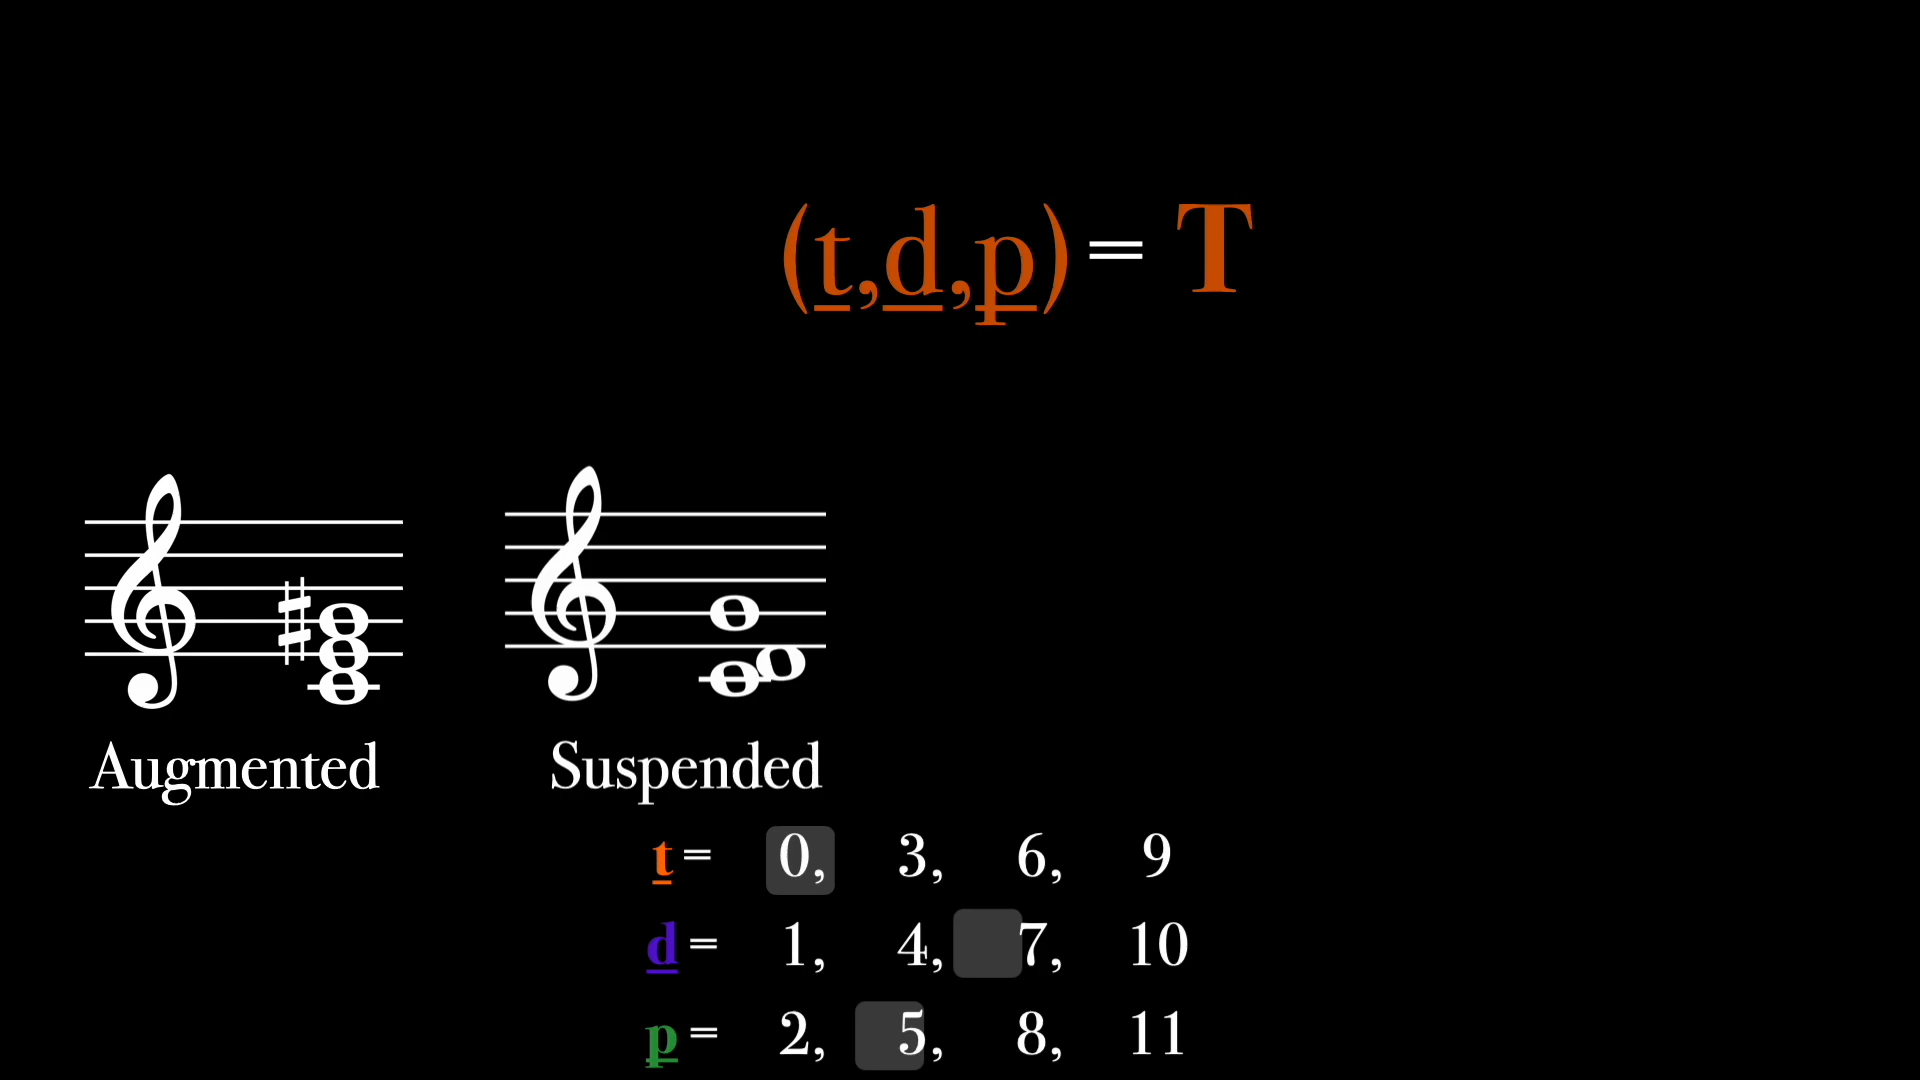 (t,d,p) = T
Augmented
Suspended
t = 0, 3, 6, 9
d = 1, 4, 7, 10
p = 2, 5, 8, 11